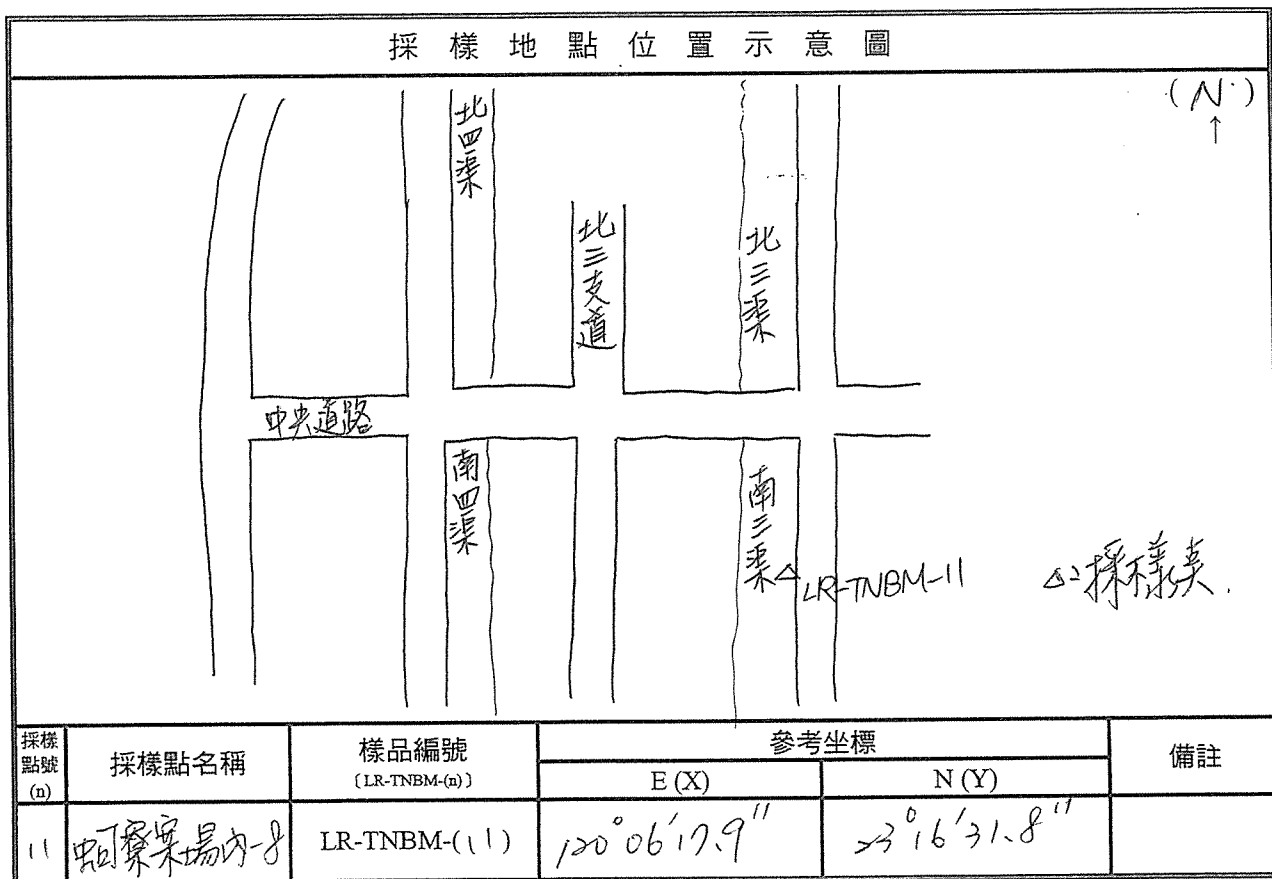 採樣地點位置示意圖
(N)
↑
北四渠
北三支道
北三渠
中央道路
南四渠
南三渠
△LR-TNBM-11
△:採樣點.
採樣點號(n)
採樣點名稱
樣品編號
〔LR-TNBM-(n)〕
參考坐標
E (X)
N (Y)
備註
11
蚵寮案場內-8
LR-TNBM-(11)
120°06'17.9"
23°16'31.8"